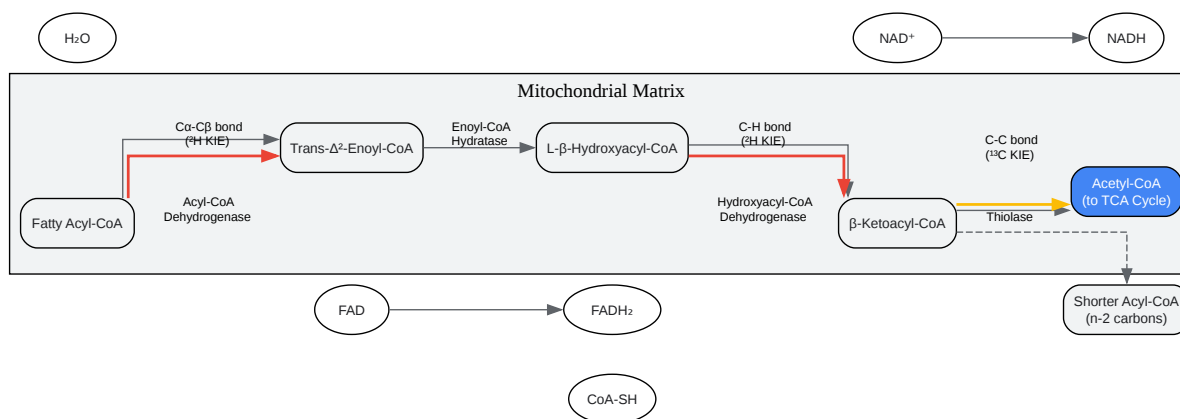 H₂O
NAD⁺
NADH
Mitochondrial Matrix
Cα-Cβ bond
(²H KIE)
Enoyl-CoA
Hydratase
C-H bond
(²H KIE)
C-C bond
(¹³C KIE)
Trans-Δ²-Enoyl-CoA
L-β-Hydroxyacyl-CoA
Acetyl-CoA
(to TCA Cycle)
Acyl-CoA
Dehydrogenase
Hydroxyacyl-CoA
Dehydrogenase
Thiolase
Fatty Acyl-CoA
β-Ketoacyl-CoA
FAD
FADH₂
Shorter Acyl-CoA
(n-2 carbons)
CoA-SH